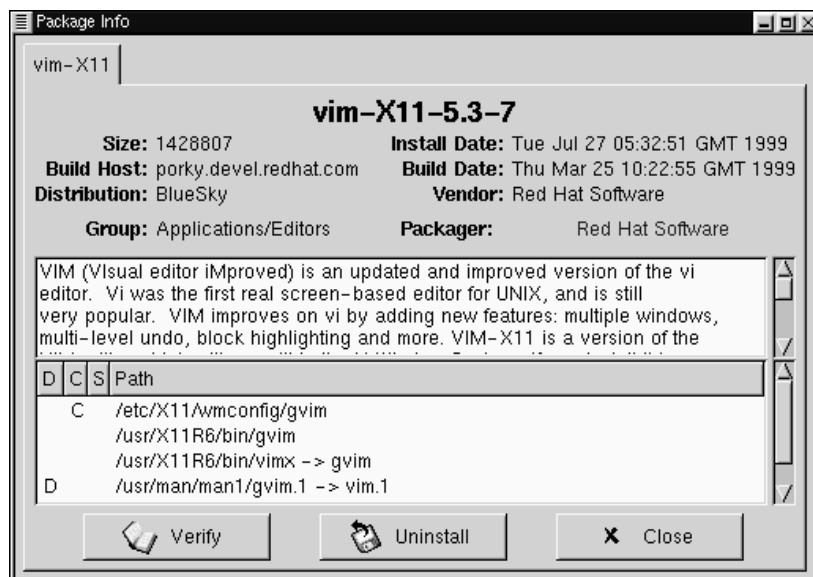 Package Info
vim-X11
vim-X11-5.3-7
Size: 1428807 Install Date: Tue Jul 27 05:32:51 GMT 1999
Build Host: porky.devel.redhat.com Build Date: Thu Mar 25 10:22:55 GMT 1999
Distribution: BlueSky Vendor: Red Hat Software
Group: Applications/Editors Packager: Red Hat Software
VIM (VIsual editor iMproved) is an updated and improved version of the vi
editor. Vi was the first real screen-based editor for UNIX, and is still
very popular. VIM improves on vi by adding new features: multiple windows,
multi-level undo, block highlighting and more. VIM-X11 is a version of the
D C S Path
C /etc/X11/wmconfig/gvim
/usr/X11R6/bin/gvim
/usr/X11R6/bin/vimx -> gvim
D /usr/man/man1/gvim.1 -> vim.1
Verify Uninstall Close